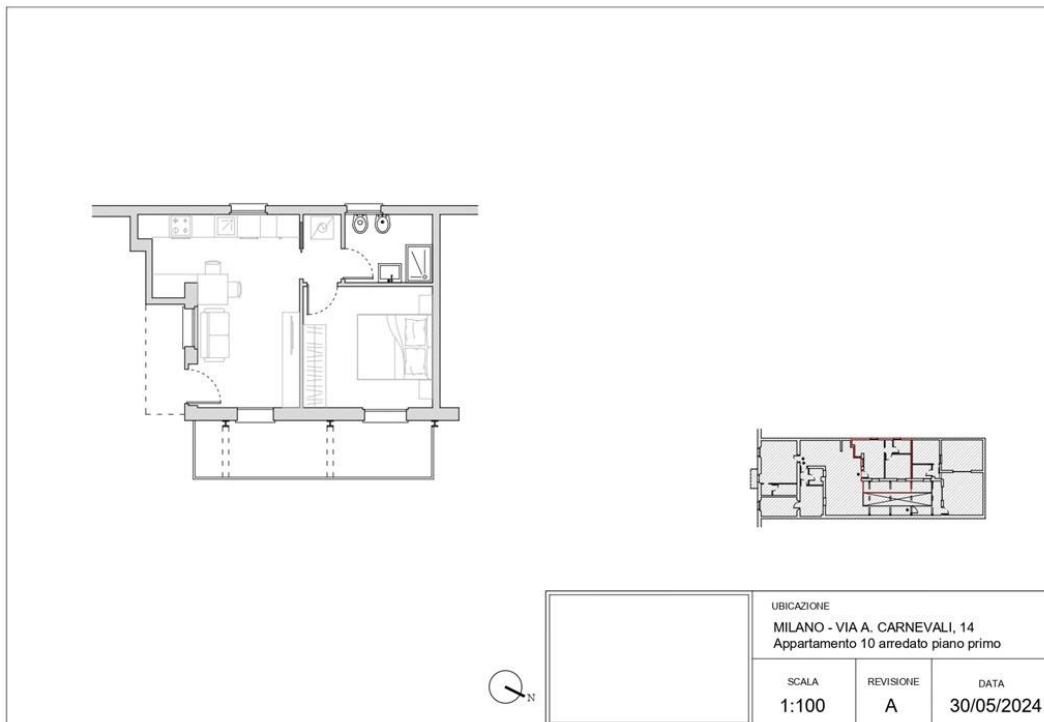 N
UBICAZIONE
MILANO - VIA A. CARNEVALI, 14
Appartamento 10 arredato piano primo
SCALA
1:100
REVISIONE
A
DATA
30/05/2024